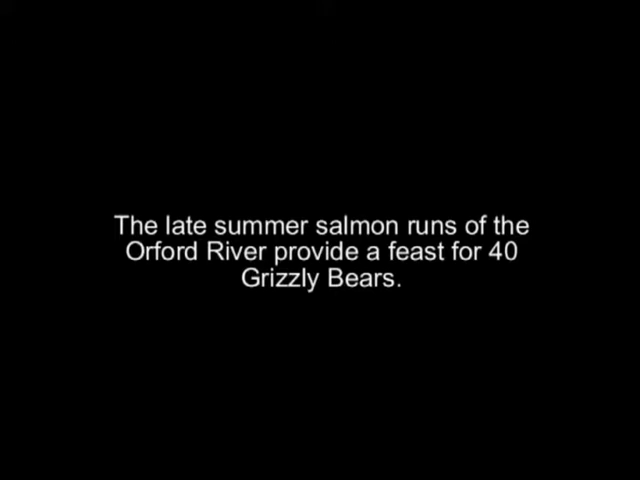 The late summer salmon runs of the
Orford River provide a feast for 40
Grizzly Bears.